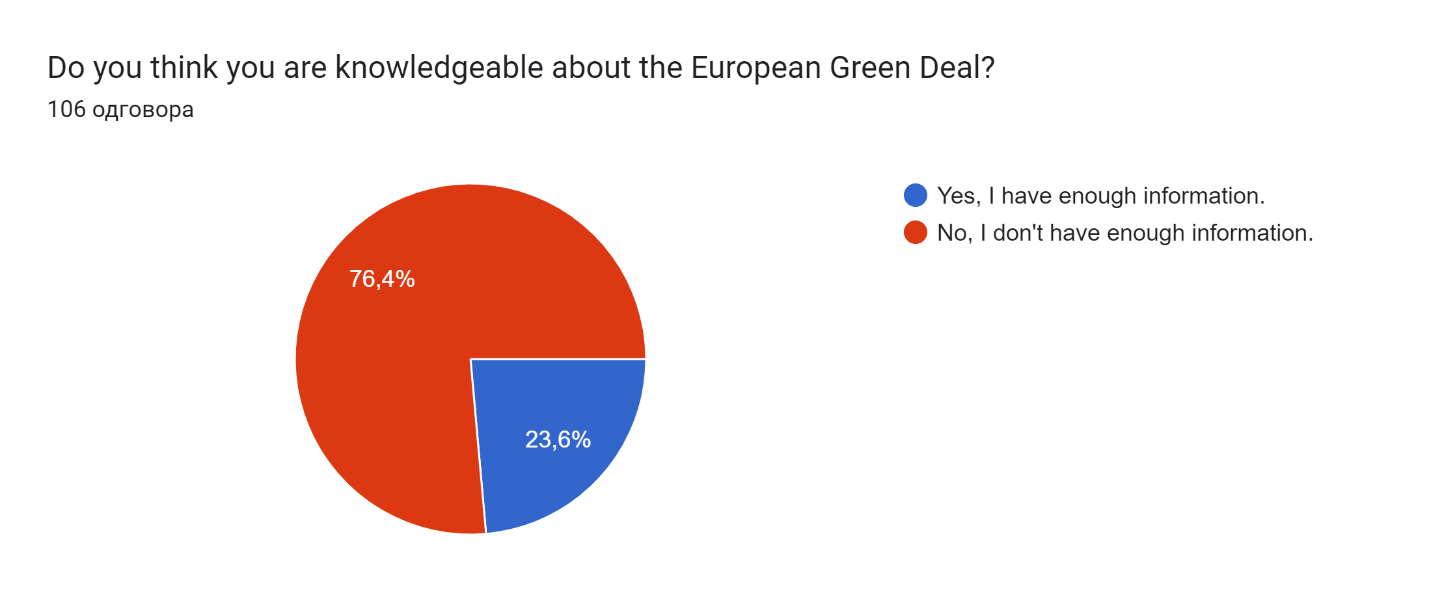 Do you think you are knowledgeable about the European Green Deal?
106 одговора
Yes, I have enough information.
No, I don't have enough information.
76,4%
23,6%